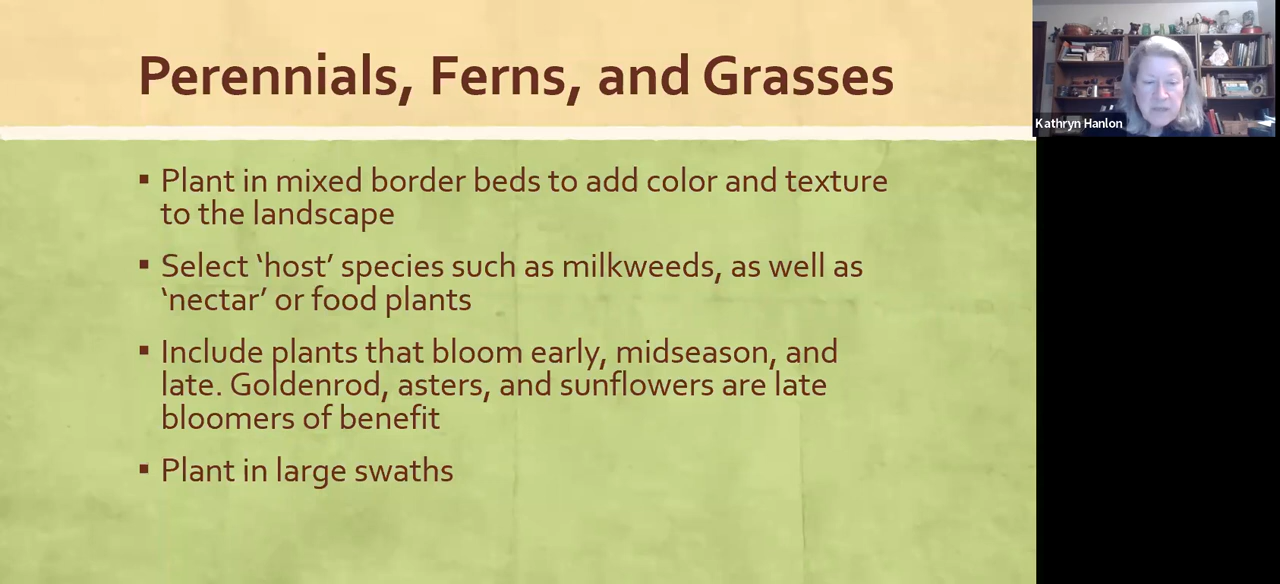 Perennials, Ferns, and Grasses
Kathryn Hanlon
▪ Plant in mixed border beds to add color and texture
to the landscape
▪ Select ‘host’ species such as milkweeds, as well as
‘nectar’ or food plants
▪ Include plants that bloom early, midseason, and
late. Goldenrod, asters, and sunflowers are late
bloomers of benefit
▪ Plant in large swaths